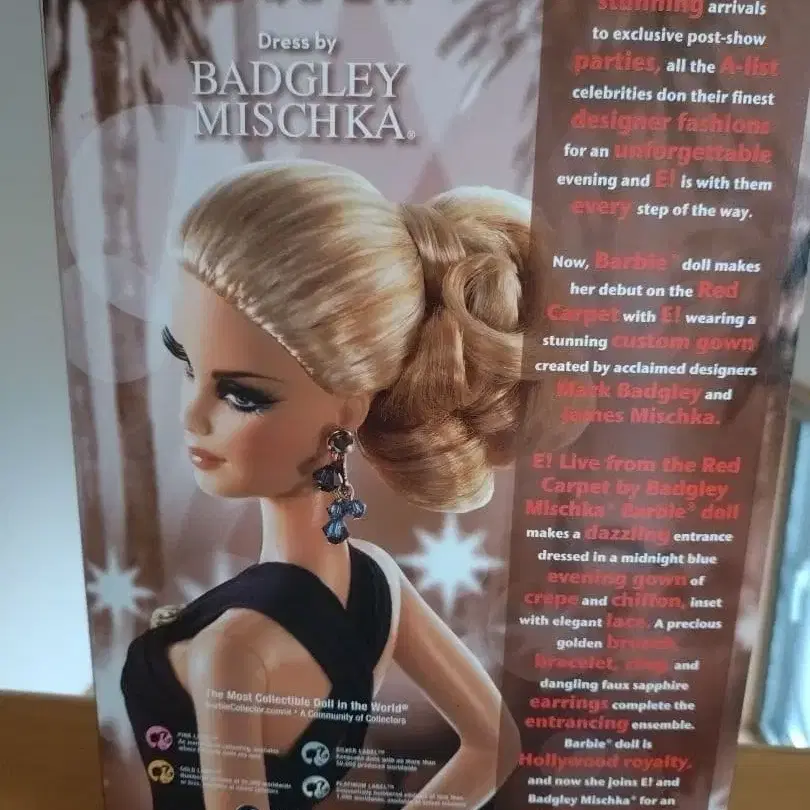 Dress by
BADGLEY
MISCHKA®
stunning arrivals
to exclusive post-show
parties, all the A-list
celebrities don their finest
designer fashions
for an unforgettable
evening and E! is with them
every step of the way.
Now, Barbie® doll makes
her debut on the Red
Carpet with E! wearing a
stunning custom gown
created by acclaimed designers
Mark Badgley and
James Mischka.
E! Live from the Red
Carpet by Badgley
Mischka® Barbie® doll
makes a dazzling entrance
dressed in a midnight blue
evening gown of
crepe and chiffon, inset
with elegant lace. A precious
golden brooch,
bracelet, ring and
dangling faux sapphire
earrings complete the
entrancing ensemble.
Barbie® doll is
Hollywood royalty,
and now she joins E! and
Badgley Mischka® for an
The Most Collectible Doll in the World®
BarbieCollector.com® • A Community of Collectors
PINK LABEL™
SILVER LABEL™
50,000 produced worldwide
GOLD LABEL™
PLATINUM LABEL™